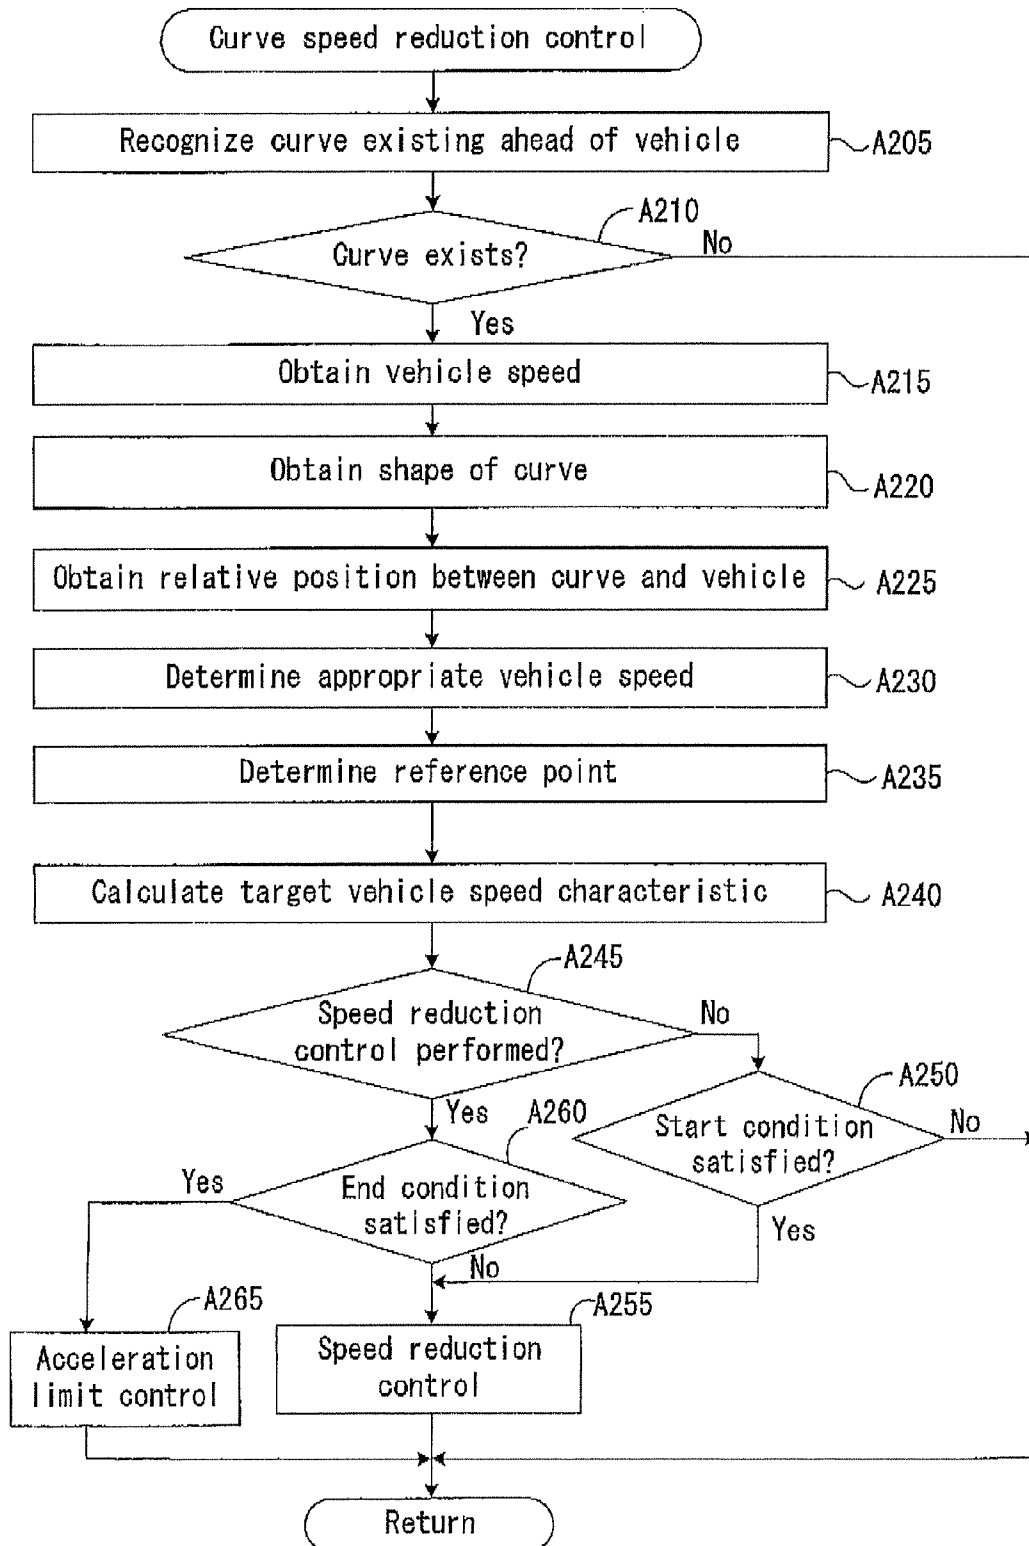 Curve speed reduction control
Recognize curve existing ahead of vehicle
A205
A210
Curve exists?
No
Yes
Obtain vehicle speed
A215
Obtain shape of curve
A220
Obtain relative position between curve and vehicle
A225
Determine appropriate vehicle speed
A230
Determine reference point
A235
Calculate target vehicle speed characteristic
A240
A245
Speed reduction
control performed?
No
A250
Yes
A260
Start condition
satisfied?
No
Yes
End condition
satisfied?
Yes
No
A265
A255
Acceleration
limit control
Speed reduction
control
Return